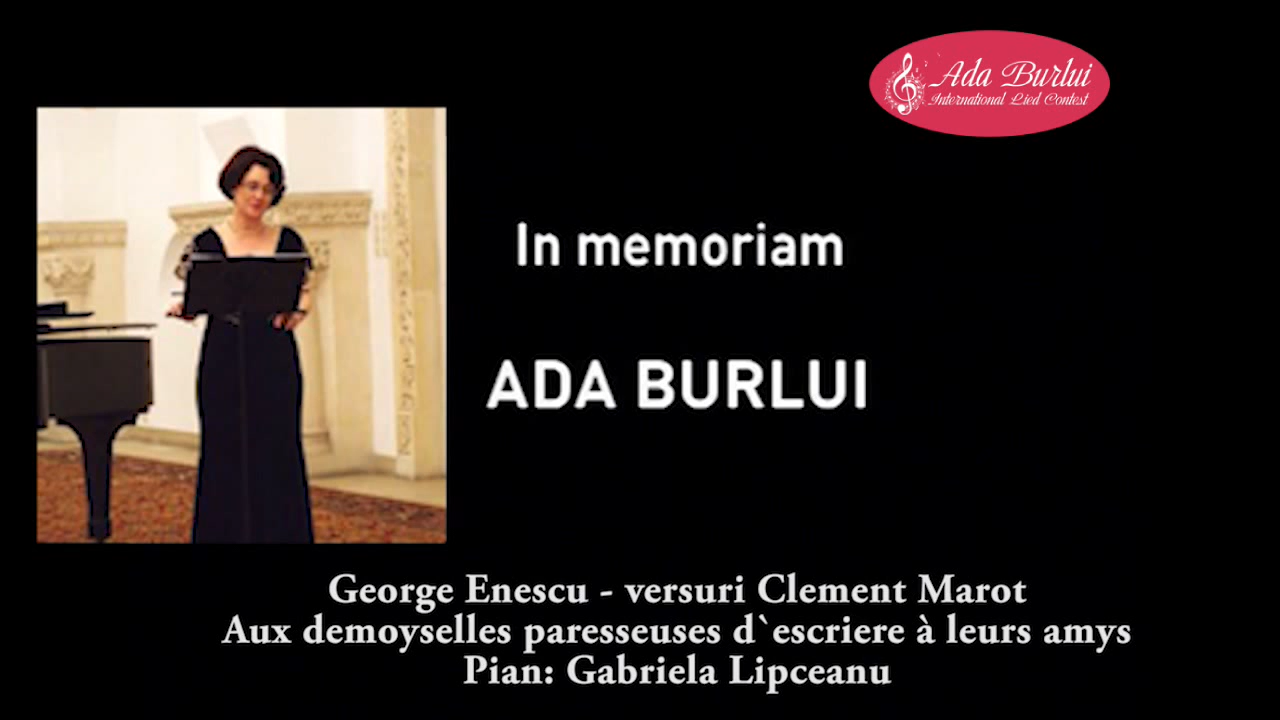 Ada Burlui
International Lied Contest
In memoriam
ADA BURLUI
George Enescu - versuri Clement Marot
Aux demoyselles paresseuses d`escriere à leurs amys
Pian: Gabriela Lipceanu